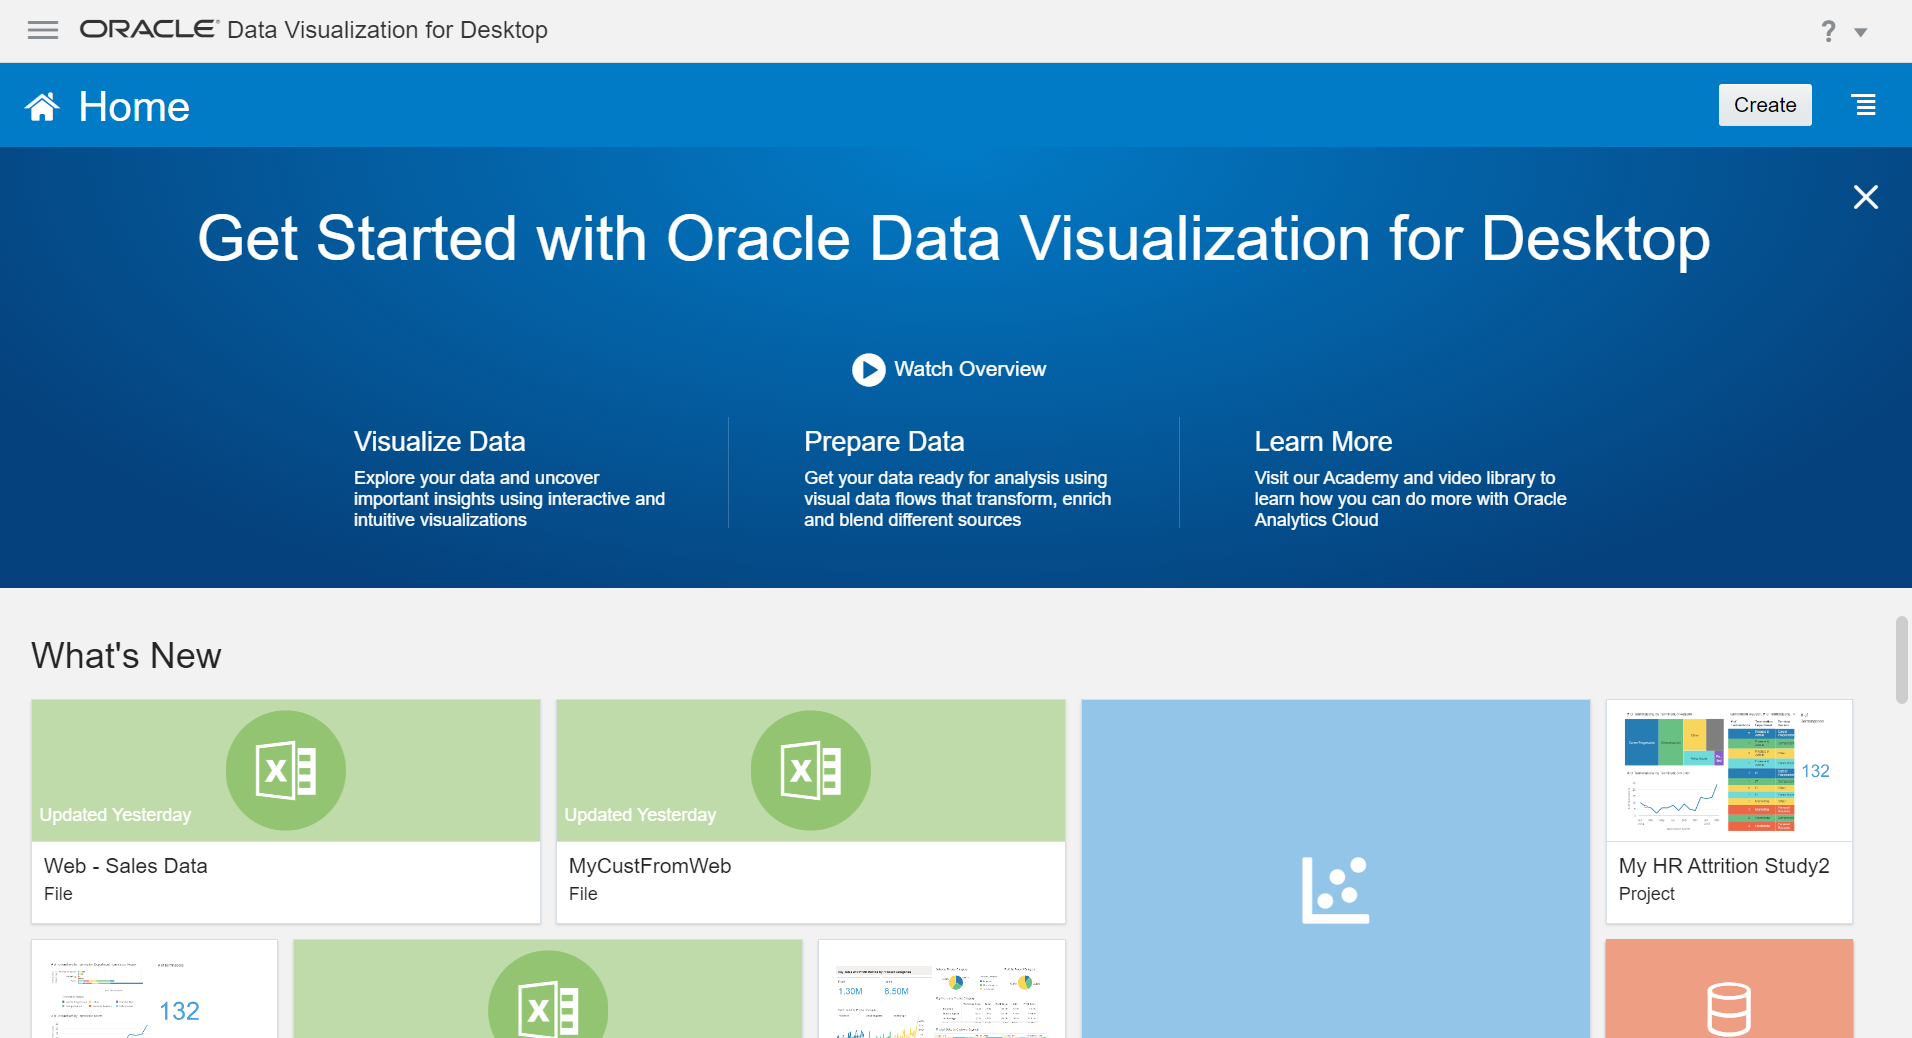 ORACLE® Data Visualization for Desktop
?
Home
Create
Get Started with Oracle Data Visualization for Desktop
Watch Overview
Visualize Data
Explore your data and uncover
important insights using interactive and
intuitive visualizations
Prepare Data
Get your data ready for analysis using
visual data flows that transform, enrich
and blend different sources
Learn More
Visit our Academy and video library to
learn how you can do more with Oracle
Analytics Cloud
What's New
Updated Yesterday
Web - Sales Data
File
Updated Yesterday
MyCustFromWeb
File
132
My HR Attrition Study2
Project
132
1.30M
8.50M